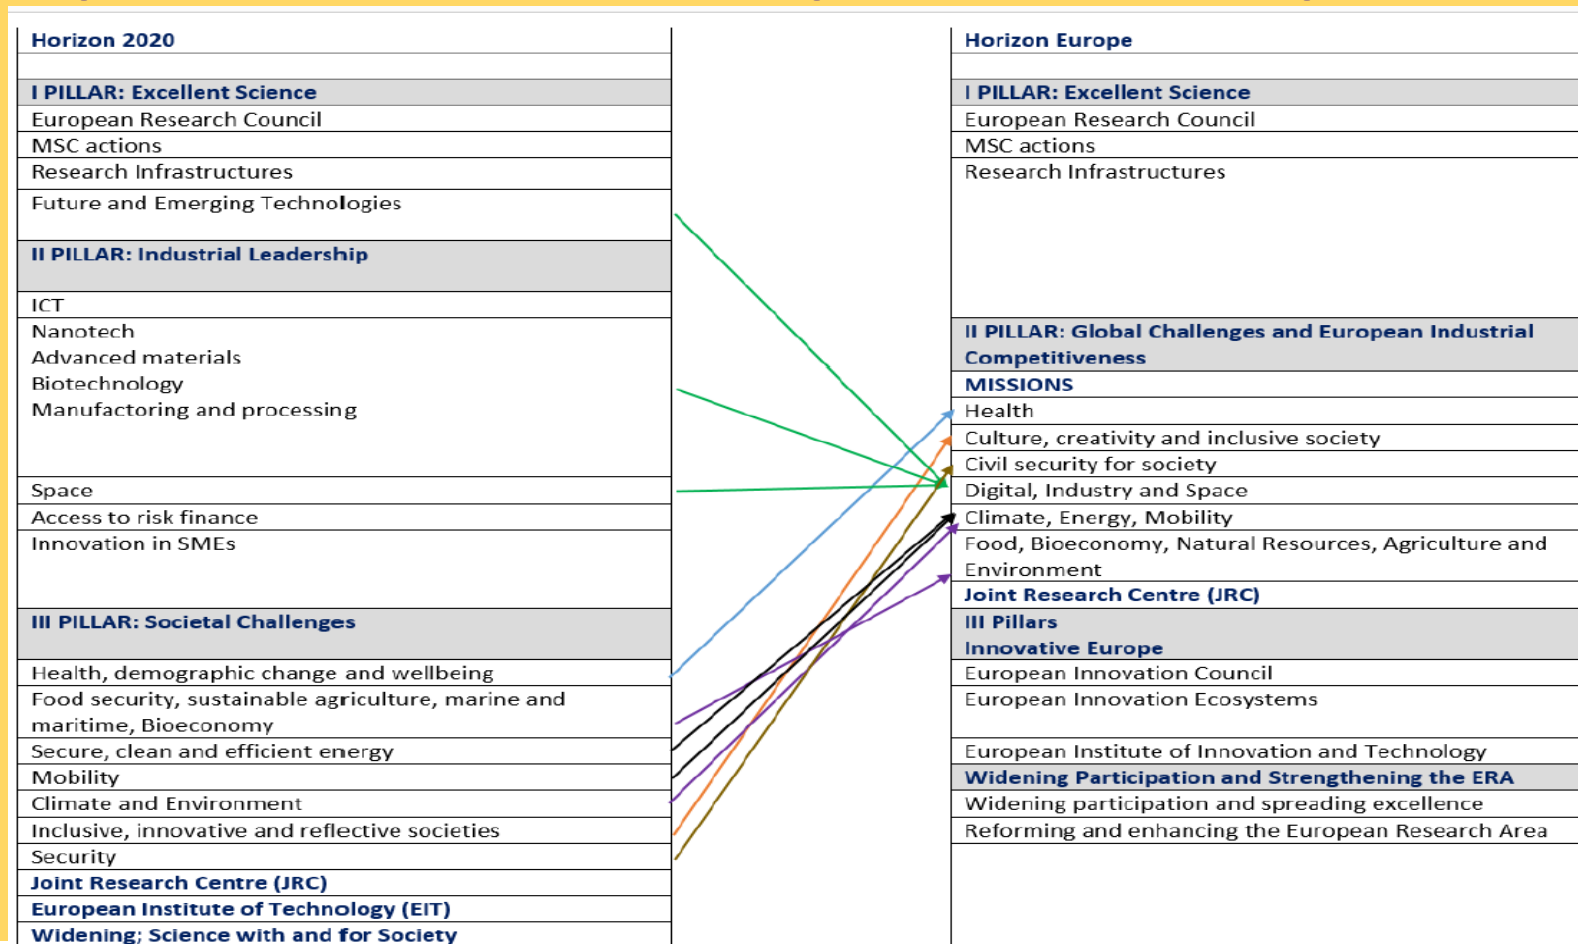 Horizon 2020
I PILLAR: Excellent Science
European Research Council
MSC actions
Research Infrastructures
Future and Emerging Technologies
II PILLAR: Industrial Leadership
ICT
Nanotech
Advanced materials
Biotechnology
Manufactoring and processing
Space
Access to risk finance
Innovation in SMEs
III PILLAR: Societal Challenges
Health, demographic change and wellbeing
Food security, sustainable agriculture, marine and
maritime, Bioeconomy
Secure, clean and efficient energy
Mobility
Climate and Environment
Inclusive, innovative and reflective societies
Security
Joint Research Centre (JRC)
European Institute of Technology (EIT)
Widening; Science with and for Society
Horizon Europe
I PILLAR: Excellent Science
European Research Council
MSC actions
Research Infrastructures
II PILLAR: Global Challenges and European Industrial
Competitiveness
MISSIONS
Health
Culture, creativity and inclusive society
Civil security for society
Digital, Industry and Space
Climate, Energy, Mobility
Food, Bioeconomy, Natural Resources, Agriculture and
Environment
Joint Research Centre (JRC)
III Pillars
Innovative Europe
European Innovation Council
European Innovation Ecosystems
European Institute of Innovation and Technology
Widening Participation and Strengthening the ERA
Widening participation and spreading excellence
Reforming and enhancing the European Research Area